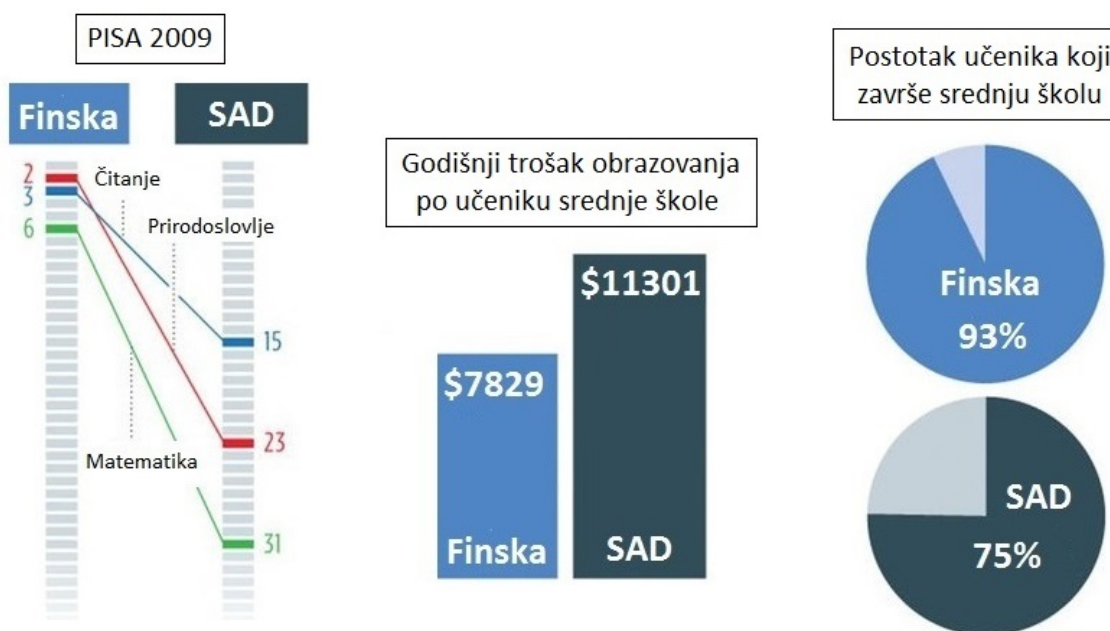 PISA 2009
Finska
SAD
2
3
6
Čitanje
Prirodoslovlje
Matematika
15
23
31
Godišnji trošak obrazovanja
po učeniku srednje škole
$7829
Finska
$11301
SAD
Postotak učenika koji
završe srednju školu
Finska
93%
SAD
75%